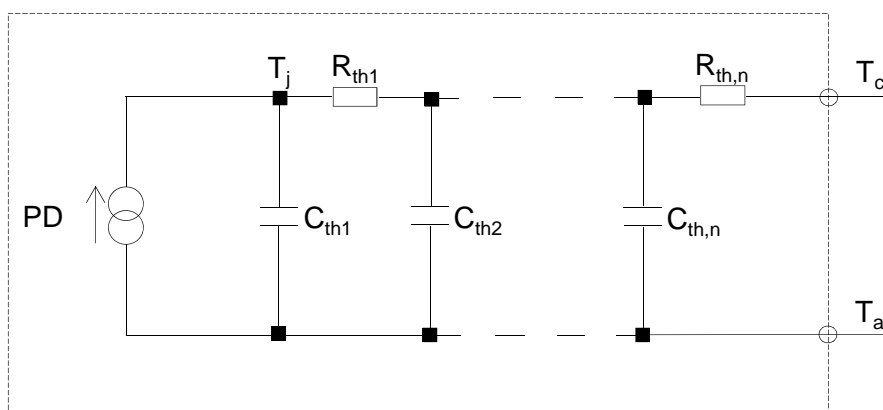 T_j
R_th1
R_th,n
T_c
PD
C_th1
C_th2
C_th,n
T_a